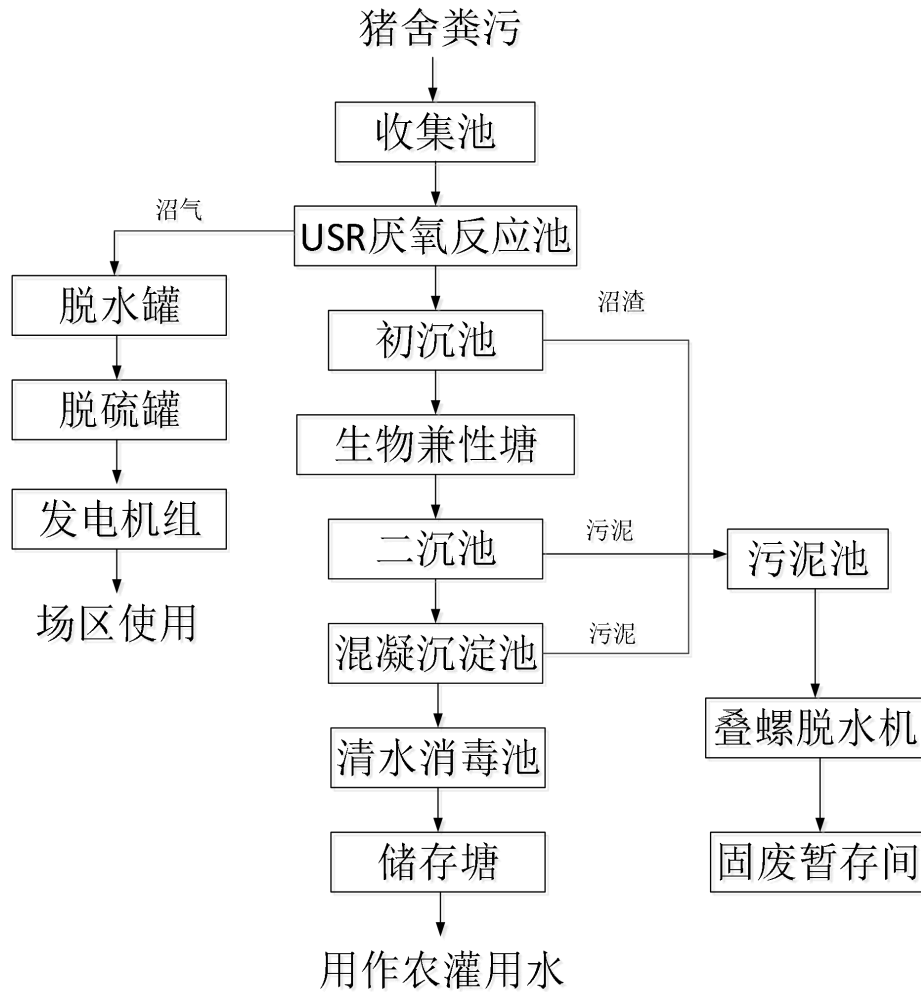 猪舍粪污
收集池
沼气
USR厌氧反应池
脱水罐
初沉池
沼渣
脱硫罐
生物兼性塘
发电机组
二沉池
污泥
污泥池
场区使用
混凝沉淀池
污泥
叠螺脱水机
清水消毒池
储存塘
固废暂存间
用作农灌用水